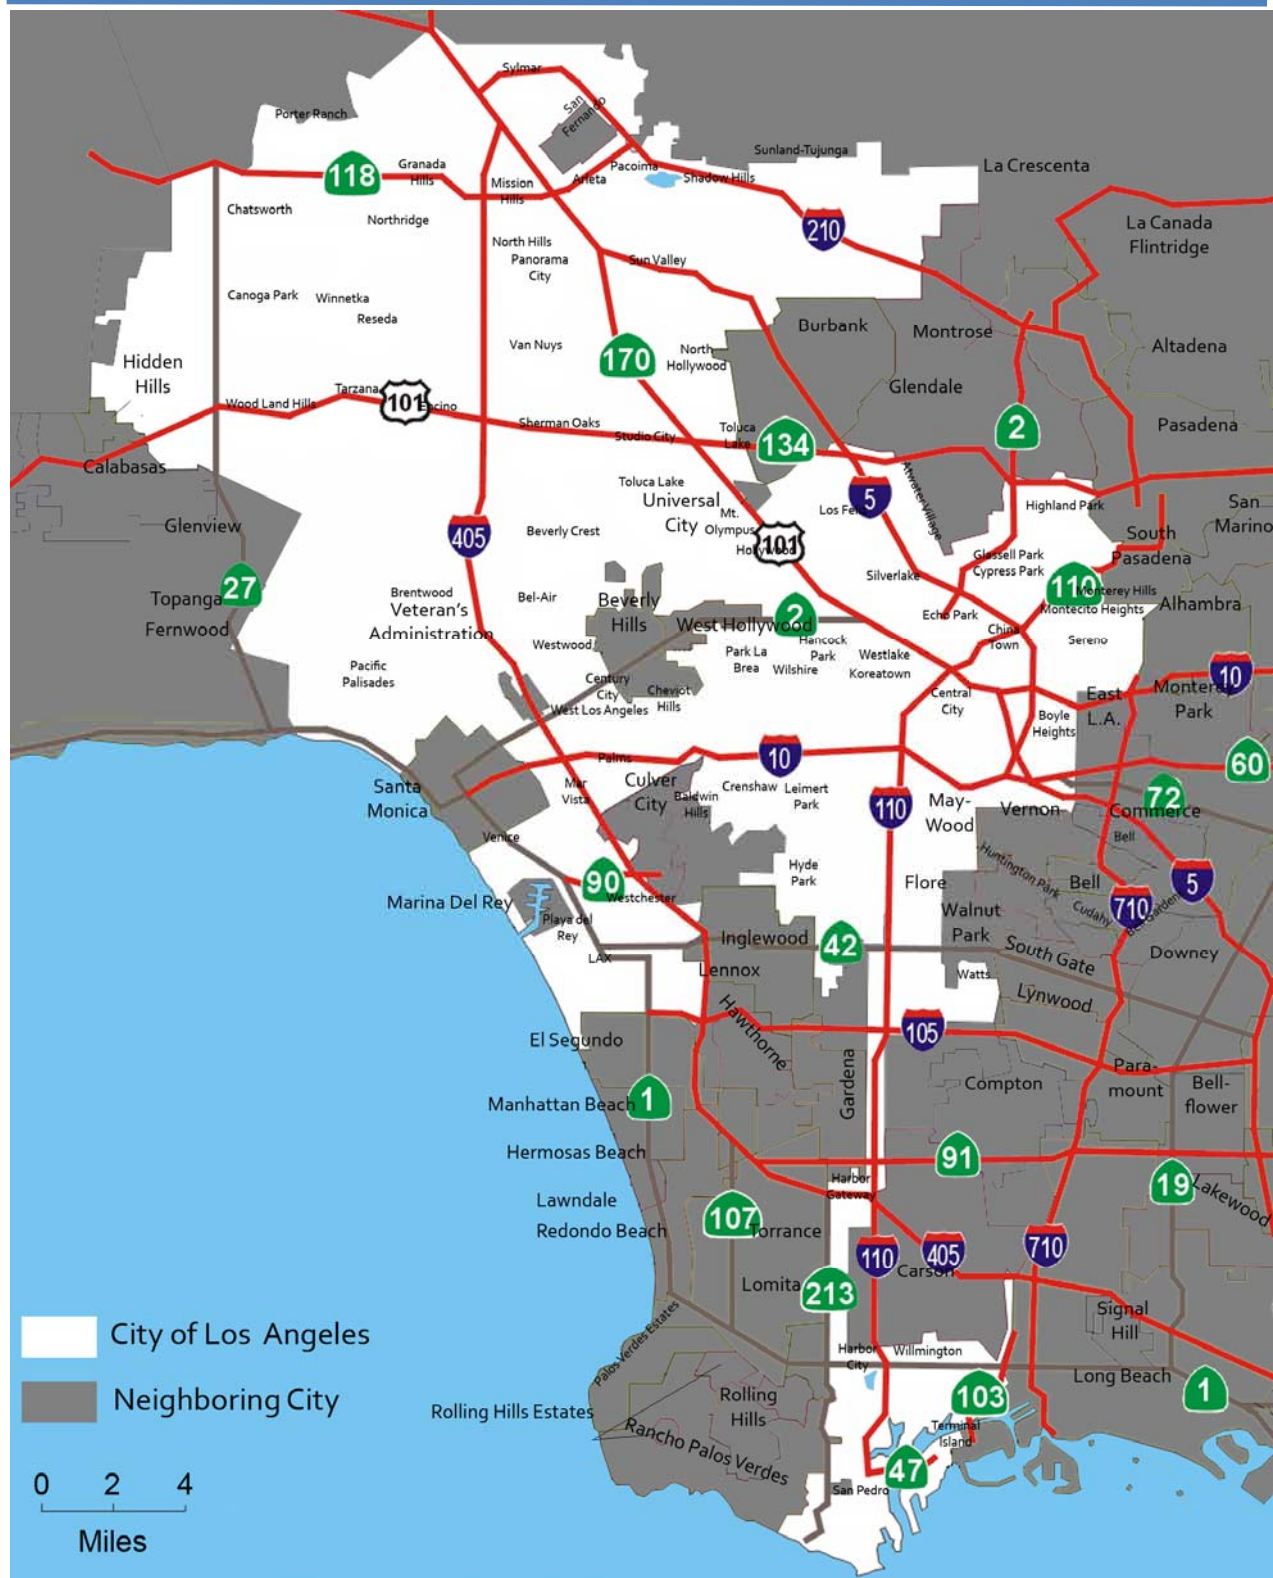 Sylmar
San
Fernando
Porter Ranch
118
Granada
Hills
Mission
Hills
Arleta
Pacoima
Shadow Hills
Sunland-Tujunga
La Crescenta
Chatsworth
Northridge
210
La Canada
Flintridge
North Hills
Panorama
City
Sun Valley
Canoga Park
Winnetka
Reseda
Van Nuys
170
North
Hollywood
Burbank
Montrose
Altadena
Hidden
Hills
Glendale
Wood Land Hills
Tarzana
101
Encino
Sherman Oaks
Studio City
Toluca
Lake
134
2
Pasadena
Calabasas
Toluca Lake
Universal
City
Mt.
Olympus
5
Los Feliz
Atwater Village
Highland Park
San
Marino
Glenview
405
Beverly Crest
Hollywood
101
South
Pasadena
Glassell Park
Cypress Park
27
Topanga
Fernwood
Brentwood
Veteran's
Administration
Bel-Air
Beverly
Hills
West Hollywood
2
Silverlake
Echo Park
110
Monterey Hills
Montecito Heights
Alhambra
Westwood
Hancock
Park
Park La
Brea
Wilshire
Westlake
Koreatown
China
Town
Sereno
Pacific
Palisades
Century
City
Cheviot
Hills
West Los Angeles
Central
City
East
L.A.
Monterey
Park
10
Boyle
Heights
Palms
10
60
Santa
Monica
Mar
Vista
Culver
City
Baldwin
Hills
Crenshaw
Leimert
Park
110
May-
Wood
Vernon
72
Commerce
Bell
Venice
Hyde
Park
Huntington Park
90
Westchester
Flore
Bell
Cudahy
710
Bell Gardens
5
Marina Del Rey
Playa del
Rey
Walnut
Park
LAX
Inglewood
42
South Gate
Downey
Lennox
Watts
Lynwood
Hawthorne
El Segundo
105
Gardena
Compton
Para-
mount
Bell-
flower
Manhattan Beach
1
Hermosas Beach
91
Harbor
Gateway
19
Lakewood
Lawndale
Redondo Beach
107
Torrance
110
405
710
Carson
Lomita
213
Signal
Hill
Palos Verdes Estates
Harbor
City
Willmington
Long Beach
1
103
Rolling Hills Estates
Rolling
Hills
Rancho Palos Verdes
Terminal
Island
47
San Pedro
City of Los Angeles
Neighboring City
0 2 4
Miles